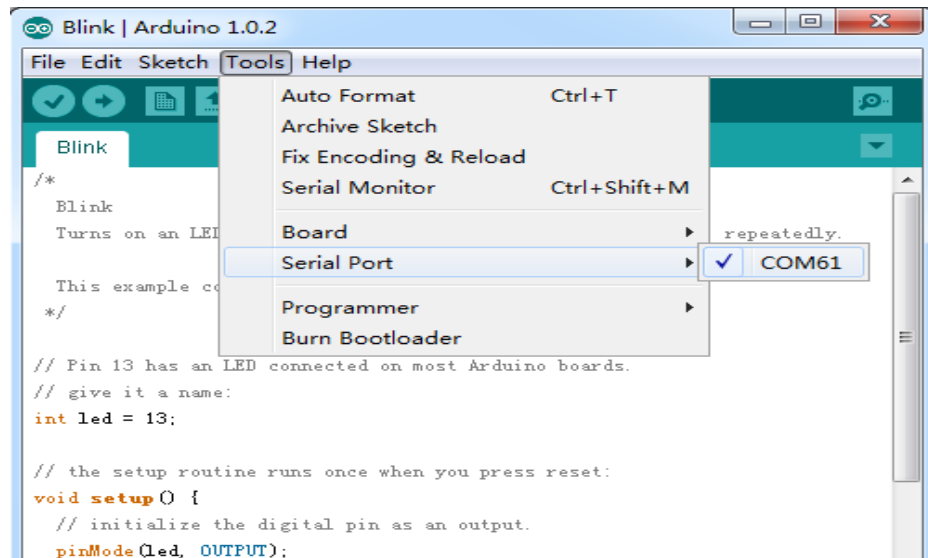 Blink | Arduino 1.0.2
File Edit Sketch Tools Help
Auto Format Ctrl+T
Archive Sketch
Fix Encoding & Reload
Serial Monitor Ctrl+Shift+M
Board
Serial Port
COM61
Programmer
Burn Bootloader
Blink
/*
Blink
Turns on an LED repeatedly.
This example
*/
// Pin 13 has an LED connected on most Arduino boards.
// give it a name:
int led = 13;
// the setup routine runs once when you press reset:
void setup() {
// initialize the digital pin as an output.
pinMode(led, OUTPUT);